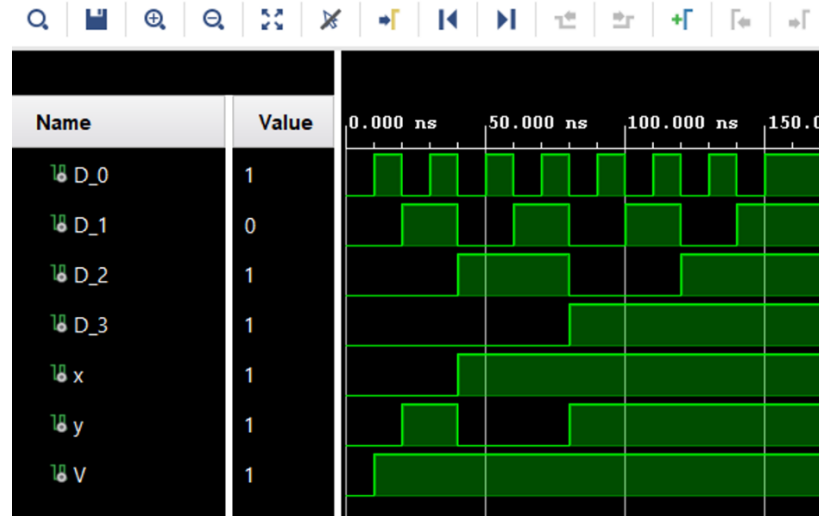 Name Value 0.000 ns 50.000 ns 100.000 ns 150.0
D_0 1
D_1 0
D_2 1
D_3 1
x 1
y 1
V 1